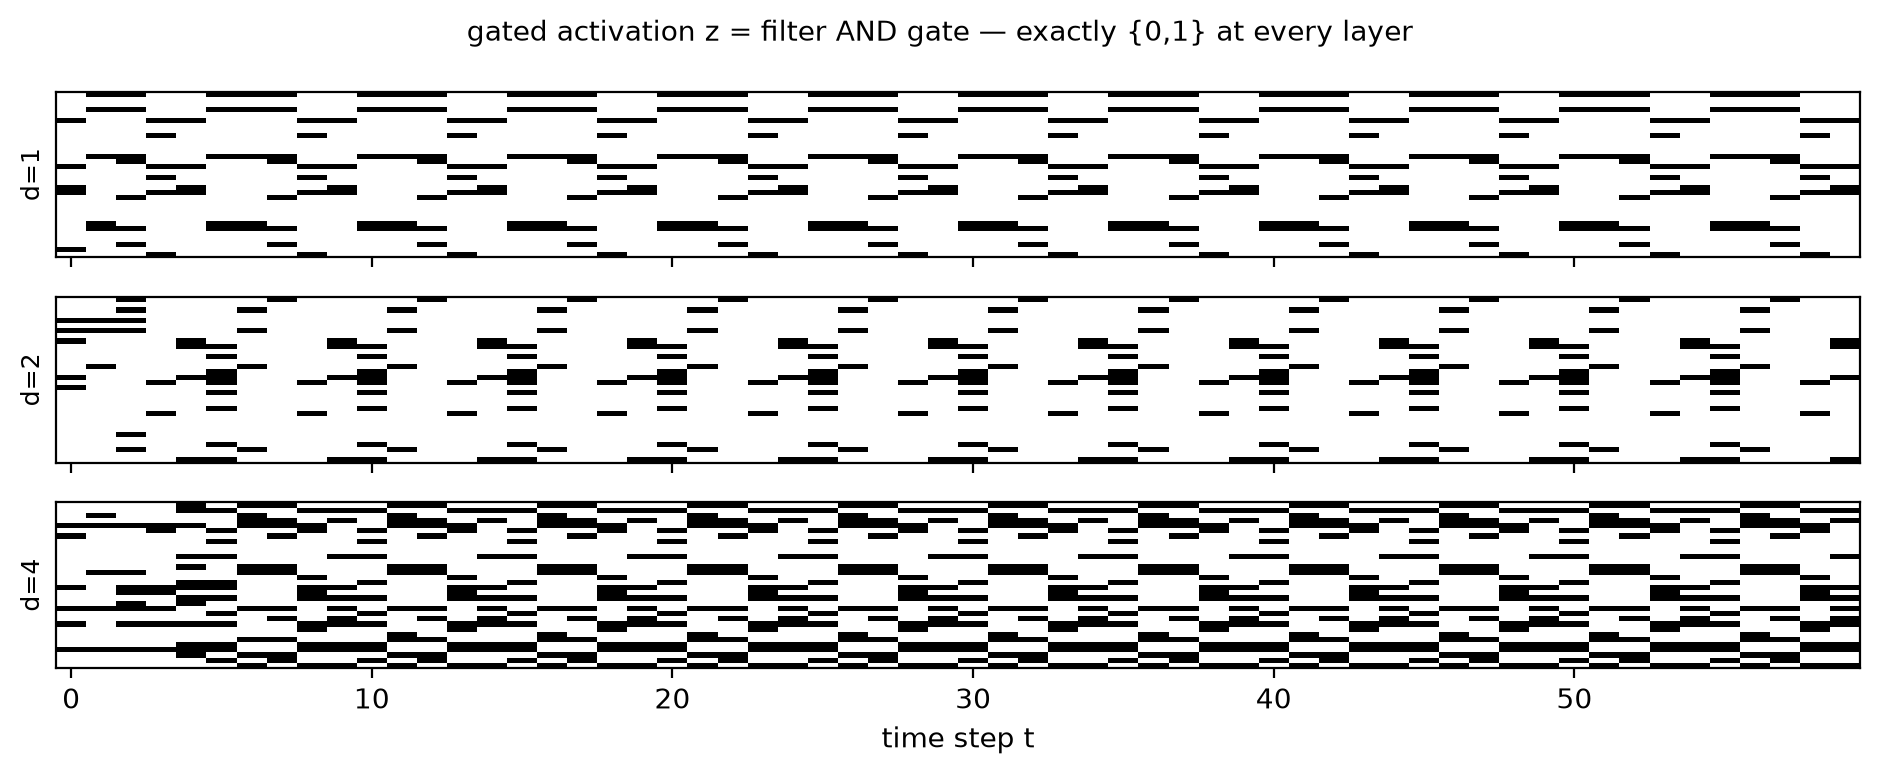 gated activation z = filter AND gate — exactly {0,1} at every layer
d=1
d=2
d=4
0 10 20 30 40 50
time step t